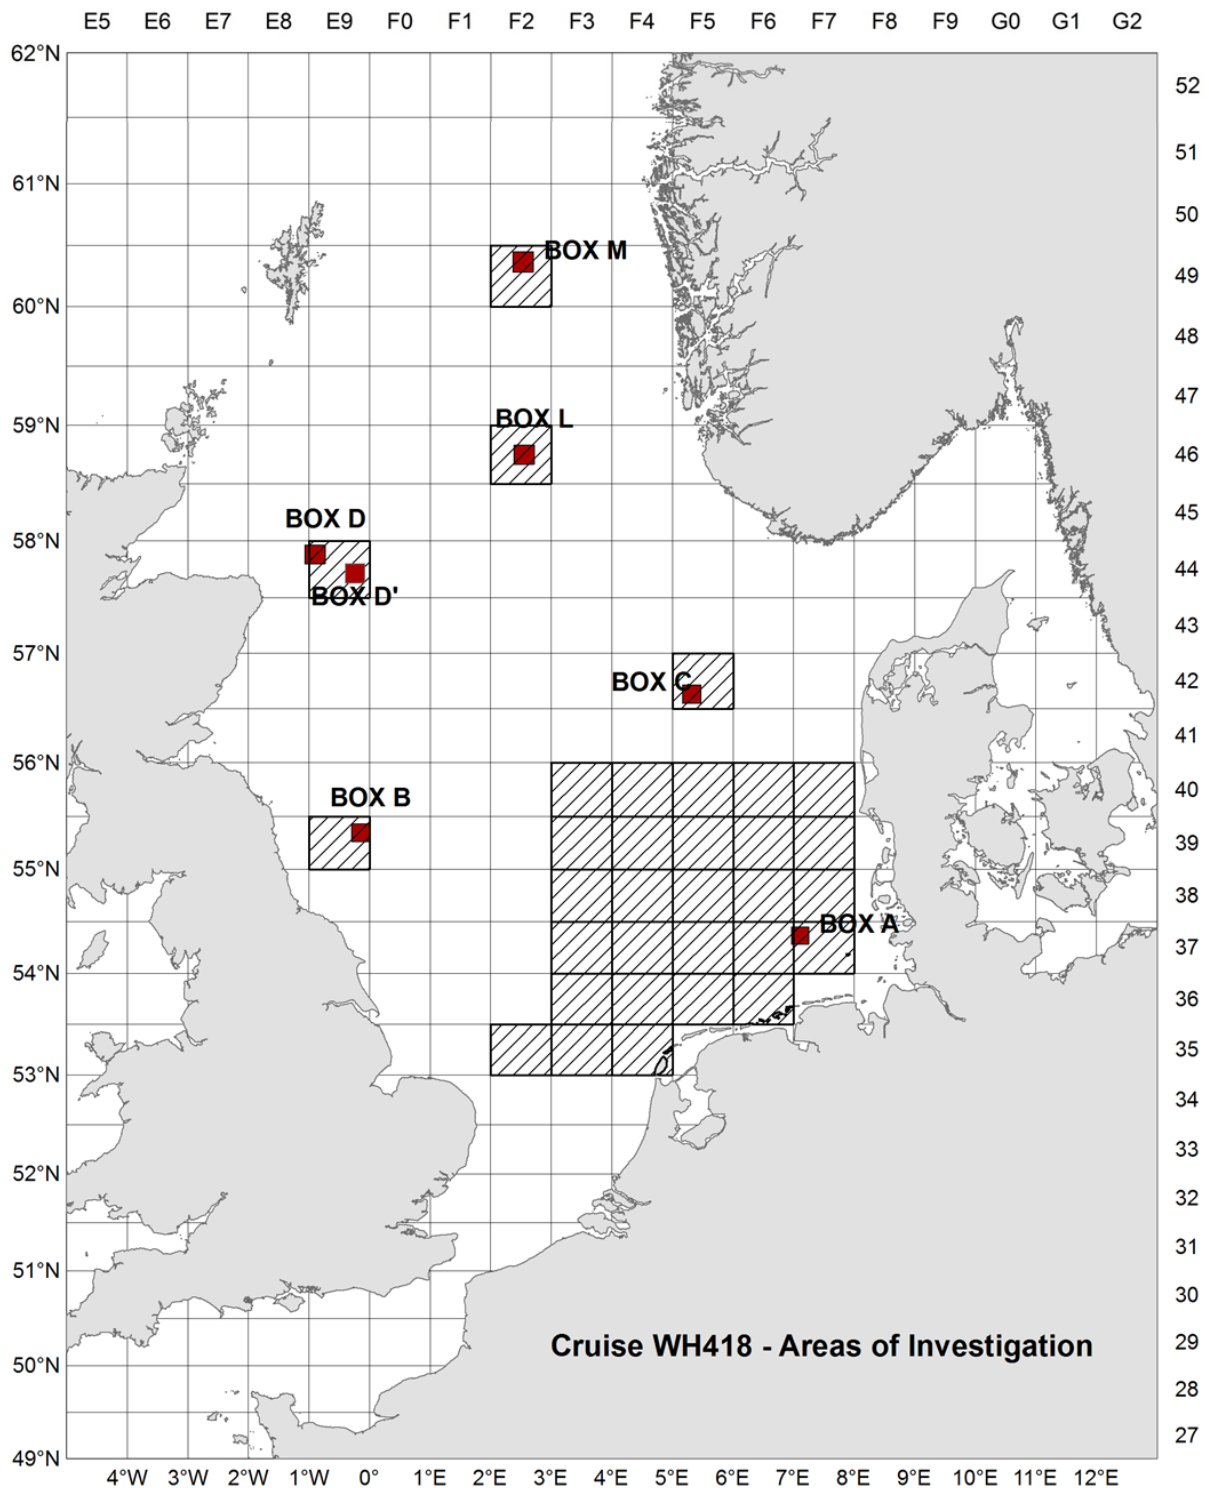 E5 E6 E7 E8 E9 F0 F1 F2 F3 F4 F5 F6 F7 F8 F9 G0 G1 G2
62°N
52
51
61°N
50
BOX M
49
60°N
48
47
BOX L
59°N
46
BOX D
45
58°N
44
BOX D'
43
57°N
BOX C
42
41
56°N
40
BOX B
39
55°N
38
BOX A
37
54°N
36
35
53°N
34
33
52°N
32
31
51°N
30
Cruise WH418 - Areas of Investigation
29
50°N
28
27
49°N
4°W 3°W 2°W 1°W 0° 1°E 2°E 3°E 4°E 5°E 6°E 7°E 8°E 9°E 10°E 11°E 12°E